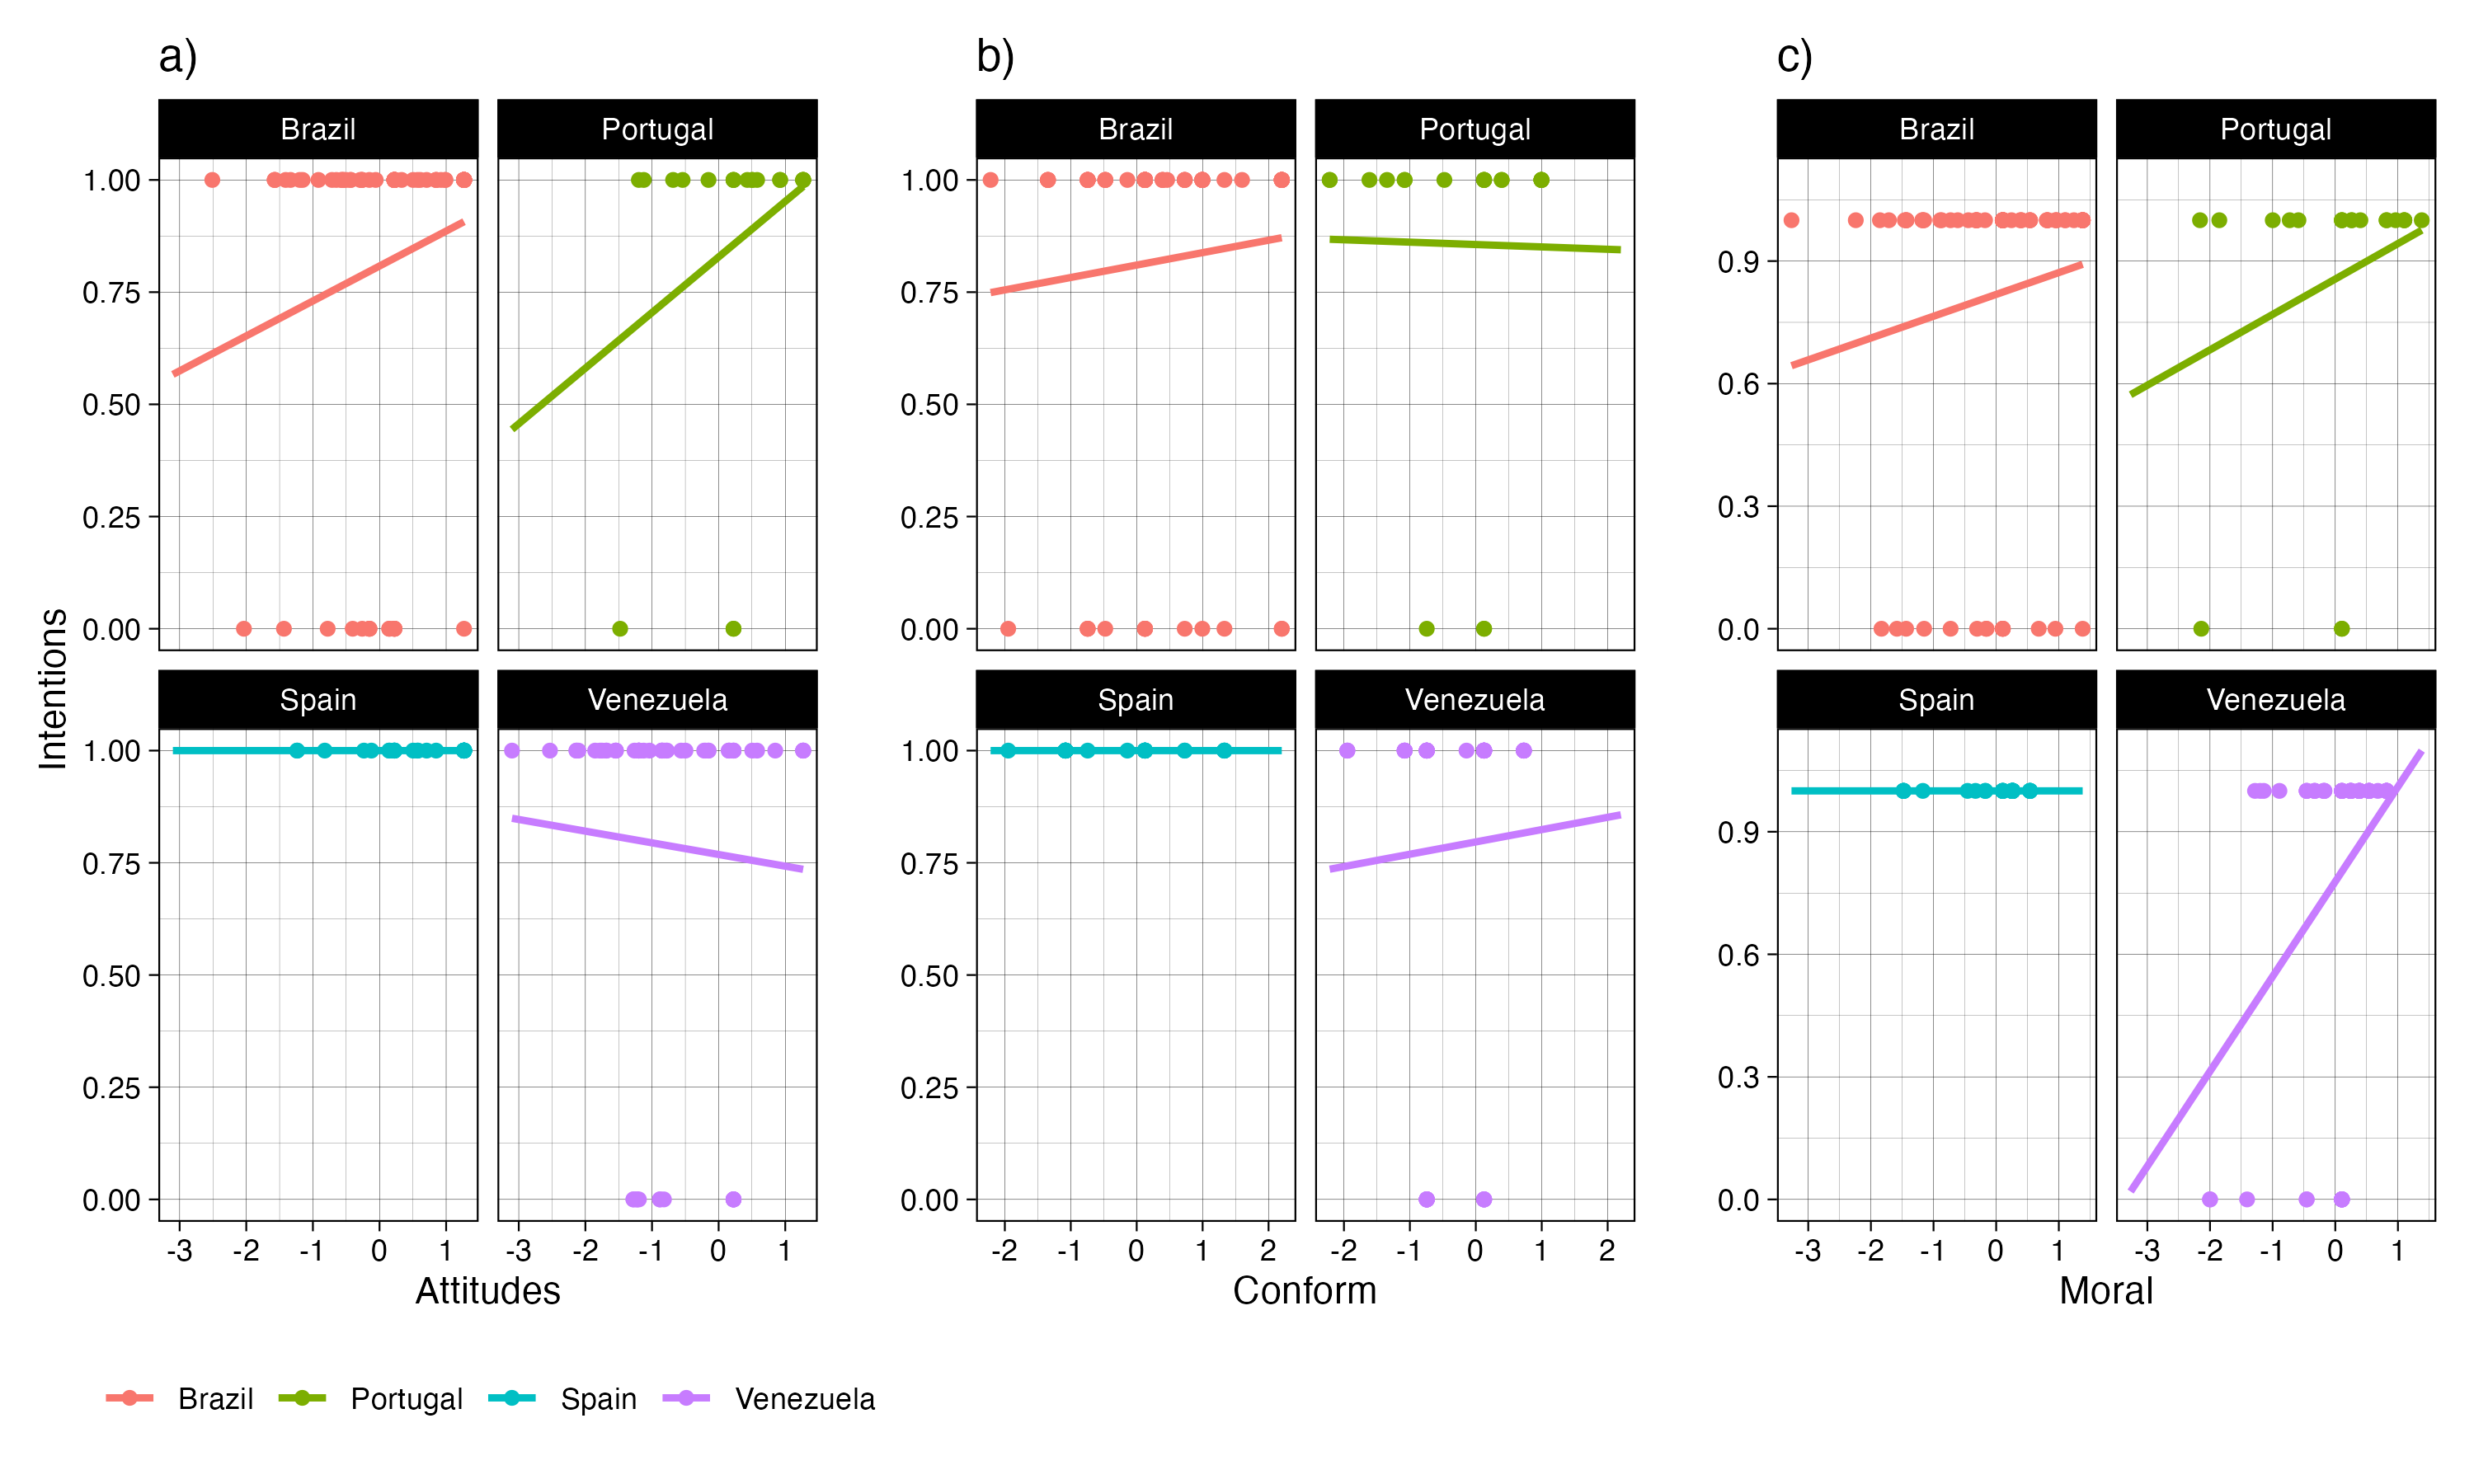 a)
b)
c)
Brazil
Portugal
Brazil
Portugal
Brazil
Portugal
1.00
0.75
0.50
0.25
0.00
1.00
0.75
0.50
0.25
0.00
0.9
0.6
0.3
0.0
Intentions
Spain
Venezuela
Spain
Venezuela
Spain
Venezuela
1.00
0.75
0.50
0.25
0.00
1.00
0.75
0.50
0.25
0.00
0.9
0.6
0.3
0.0
-3 -2 -1 0 1
-3 -2 -1 0 1
-2 -1 0 1 2
-2 -1 0 1 2
-3 -2 -1 0 1
-3 -2 -1 0 1
Attitudes
Conform
Moral
Brazil Portugal Spain Venezuela